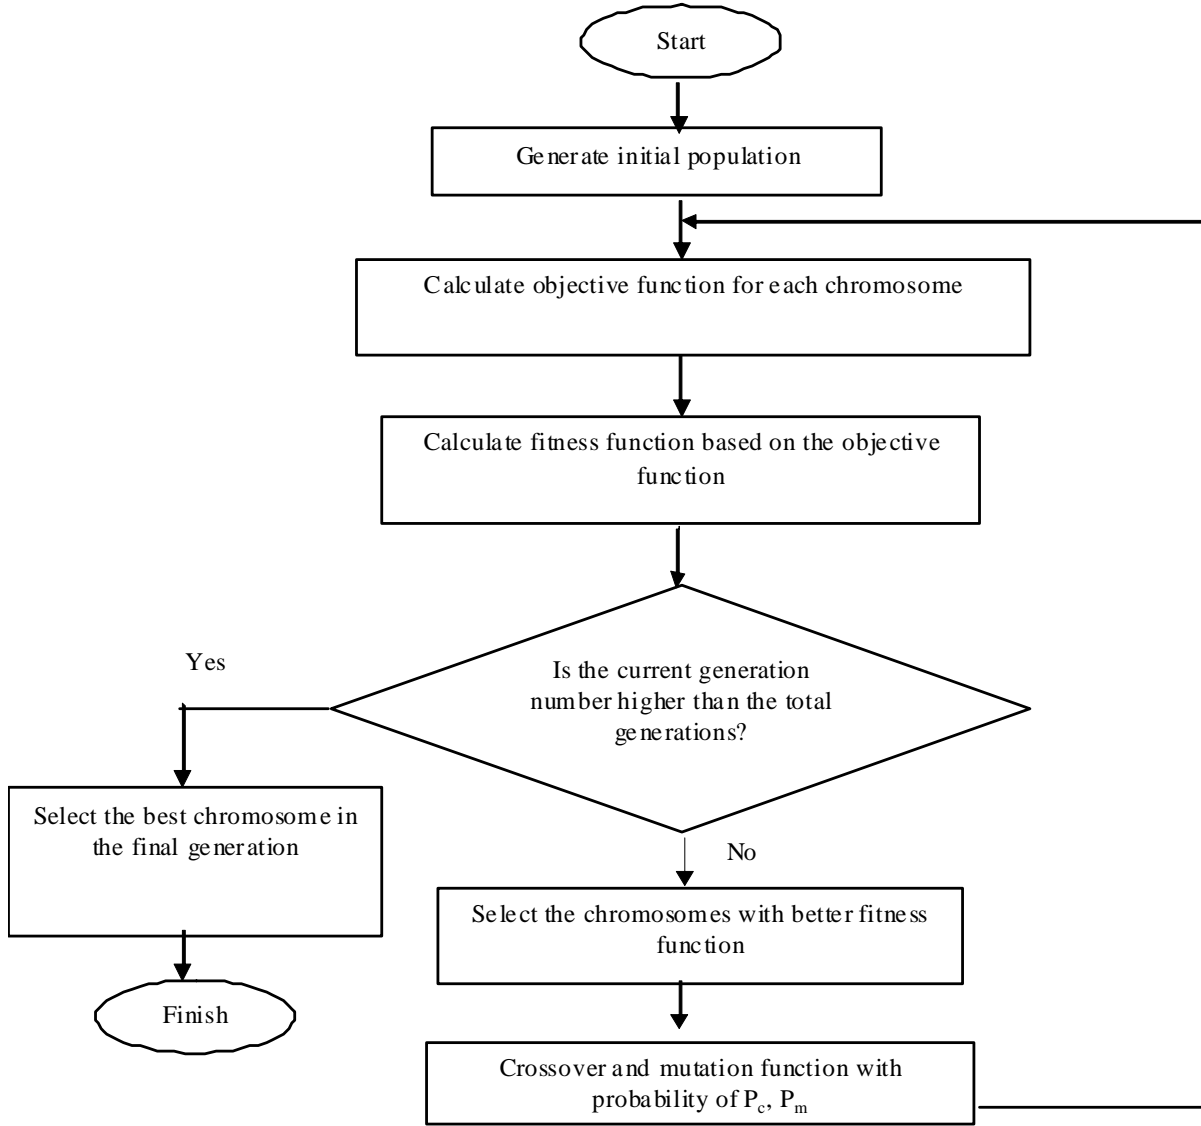 Start
Generate initial population
Calculate objective function for each chromosome
Calculate fitness function based on the objective
function
Yes
Is the current generation
number higher than the total
generations?
Select the best chromosome in
the final generation
No
Select the chromosomes with better fitness
function
Finish
Crossover and mutation function with
probability of Pc, Pm